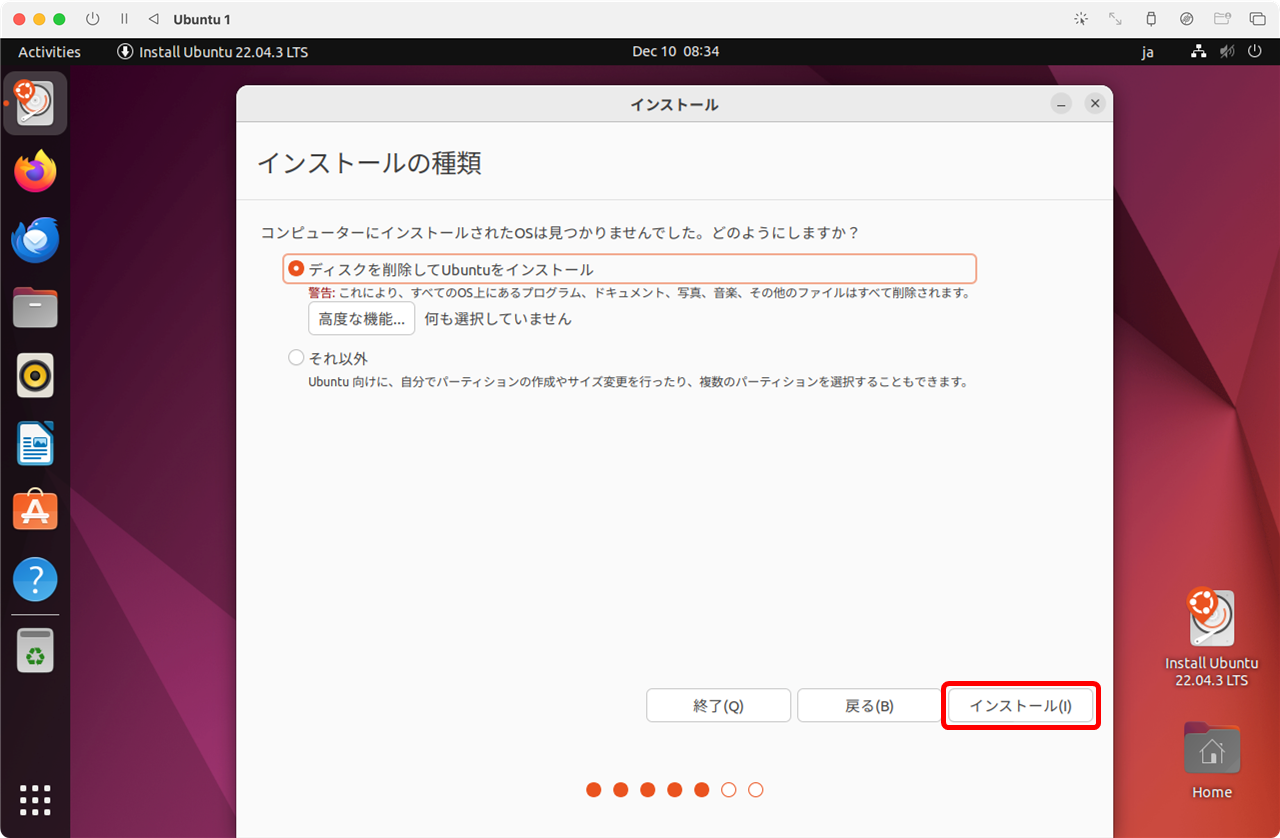 Ubuntu 1
Activities
Install Ubuntu 22.04.3 LTS
Dec 10 08:34
ja
インストール
インストールの種類
コンピューターにインストールされたOSは見つかりませんでした。どのようにしますか？
ディスクを削除してUbuntuをインストール
警告: これにより、すべてのOS上にあるプログラム、ドキュメント、写真、音楽、その他のファイルはすべて削除されます。
高度な機能... 何も選択していません
それ以外
Ubuntu 向けに、自分でパーティションの作成やサイズ変更を行ったり、複数のパーティションを選択することもできます。
終了(Q)
戻る(B)
インストール(I)
Install Ubuntu
22.04.3 LTS
Home